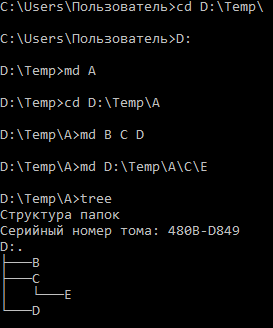 C:\Users\Пользователь>cd D:\Temp\
C:\Users\Пользователь>D:
D:\Temp>md A
D:\Temp>cd D:\Temp\A
D:\Temp\A>md B C D
D:\Temp\A>md D:\Temp\A\C\E
D:\Temp\A>tree
Структура папок
Серийный номер тома: 480B-D849
D:.
├───B
├───C
│   └───E
└───D